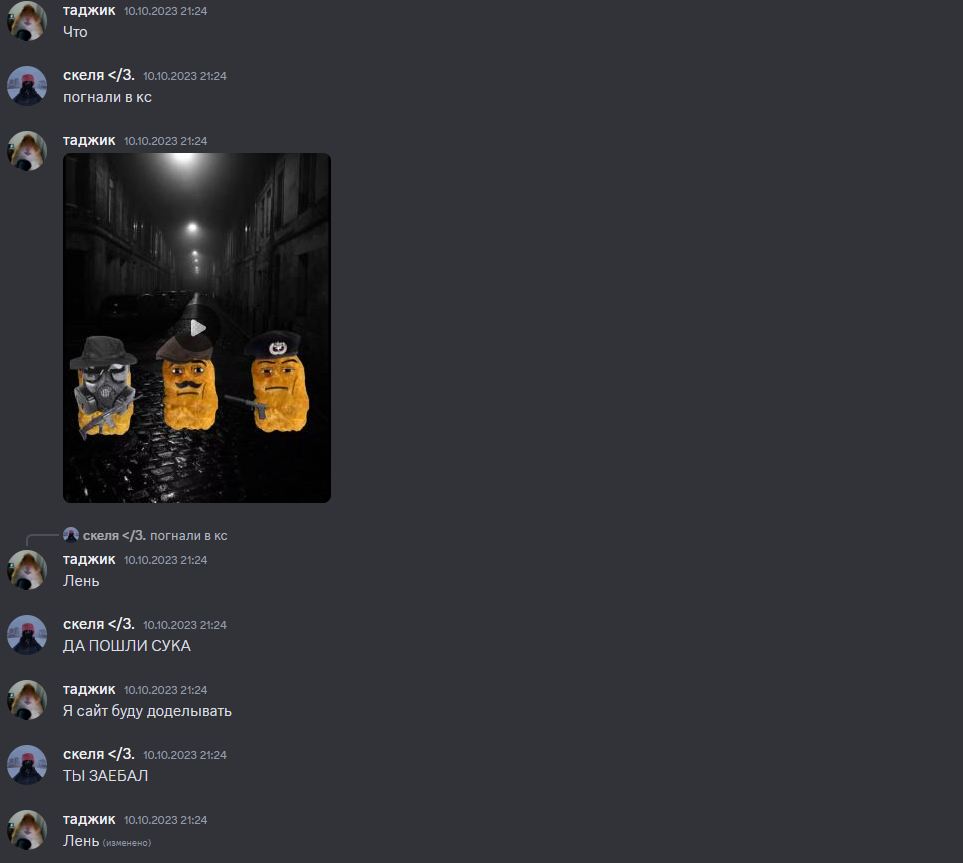 таджик 10.10.2023 21:24
Что
скеля </3. 10.10.2023 21:24
погнали в кс
таджик 10.10.2023 21:24
скеля </3. погнали в кс
таджик 10.10.2023 21:24
Лень
скеля </3. 10.10.2023 21:24
ДА ПОШЛИ СУКА
таджик 10.10.2023 21:24
Я сайт буду доделывать
скеля </3. 10.10.2023 21:24
ТЫ ЗАЕБАЛ
таджик 10.10.2023 21:24
Лень (изменено)